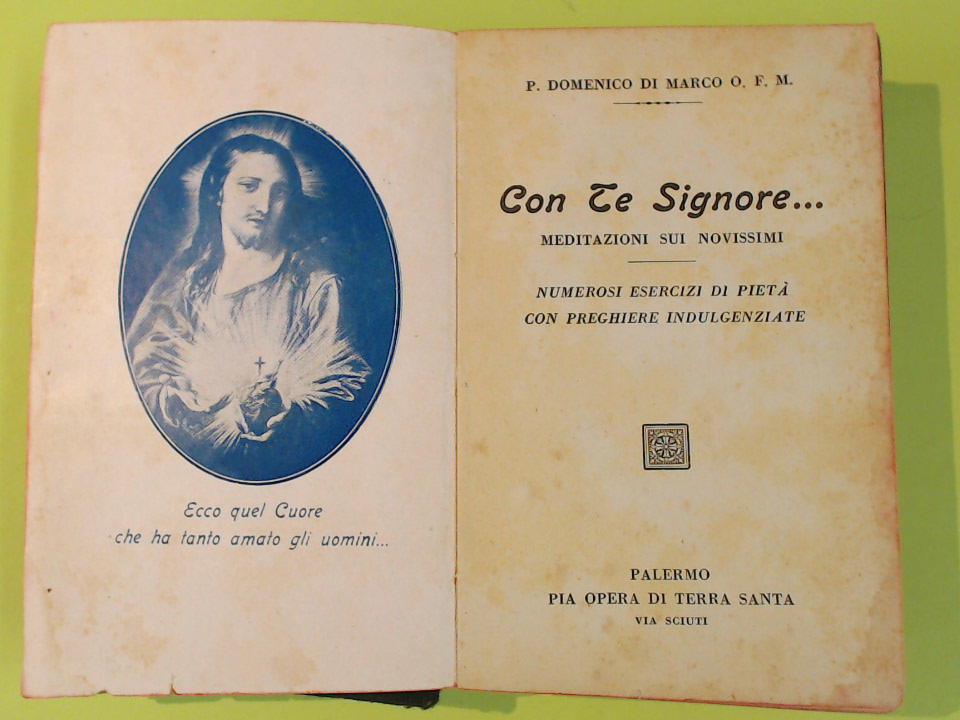 Ecco quel Cuore
che ha tanto amato gli uomini...
P. DOMENICO DI MARCO O. F. M.
Con Te Signore...
MEDITAZIONI SUI NOVISSIMI
NUMEROSI ESERCIZI DI PIETÀ
CON PREGHIERE INDULGENZIATE
PALERMO
PIA OPERA DI TERRA SANTA
VIA SCIUTI